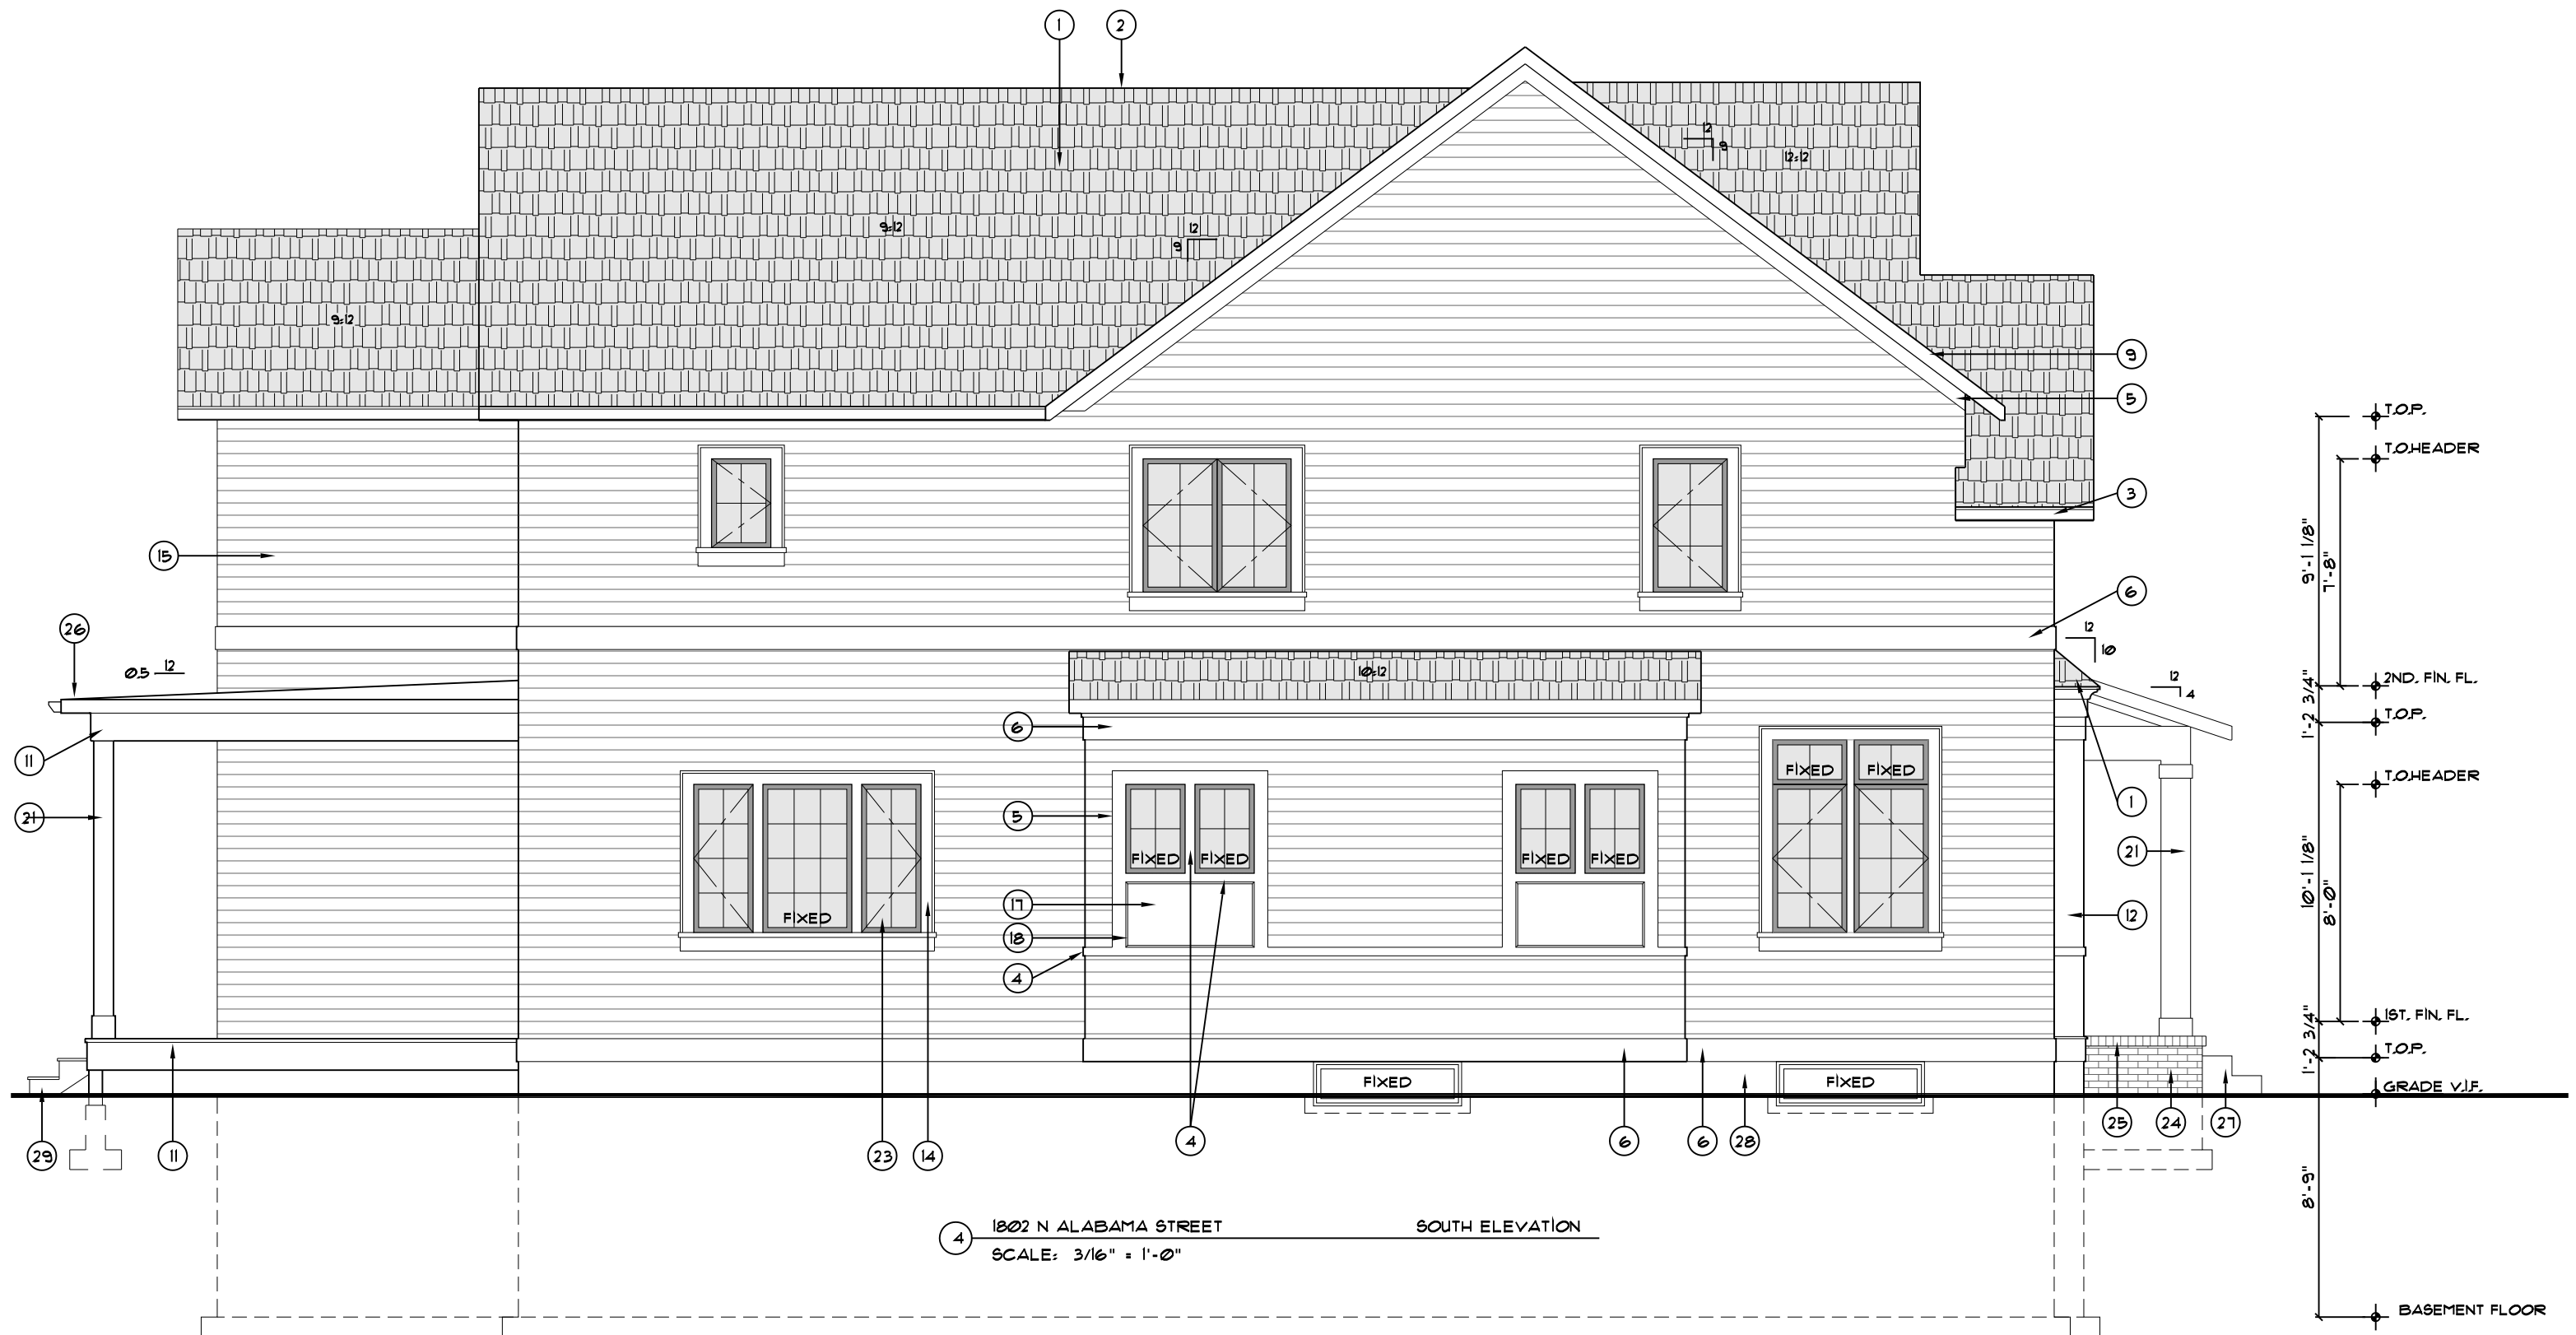 1 2
12
9
12:12
9:12
12
9
9:12
9
5
T.O.P.
T.O.HEADER
3
15
9'-1 1/8"
7'-8"
6
26
12
10
0.5 12
10:12
12
4
2ND. FIN. FL.
1'-2 3/4"
T.O.P.
6
11
FIXED FIXED
T.O.HEADER
1
21
5
21
FIXED FIXED FIXED FIXED
10'-1 1/8"
8'-0"
17
FIXED
12
18
4
1ST. FIN. FL.
1'-2 3/4"
T.O.P.
FIXED FIXED
GRADE V.I.F.
25 24 27
29 11 23 14 4 6 6 28
8'-9"
4 1802 N ALABAMA STREET SOUTH ELEVATION
SCALE: 3/16" = 1'-0"
BASEMENT FLOOR